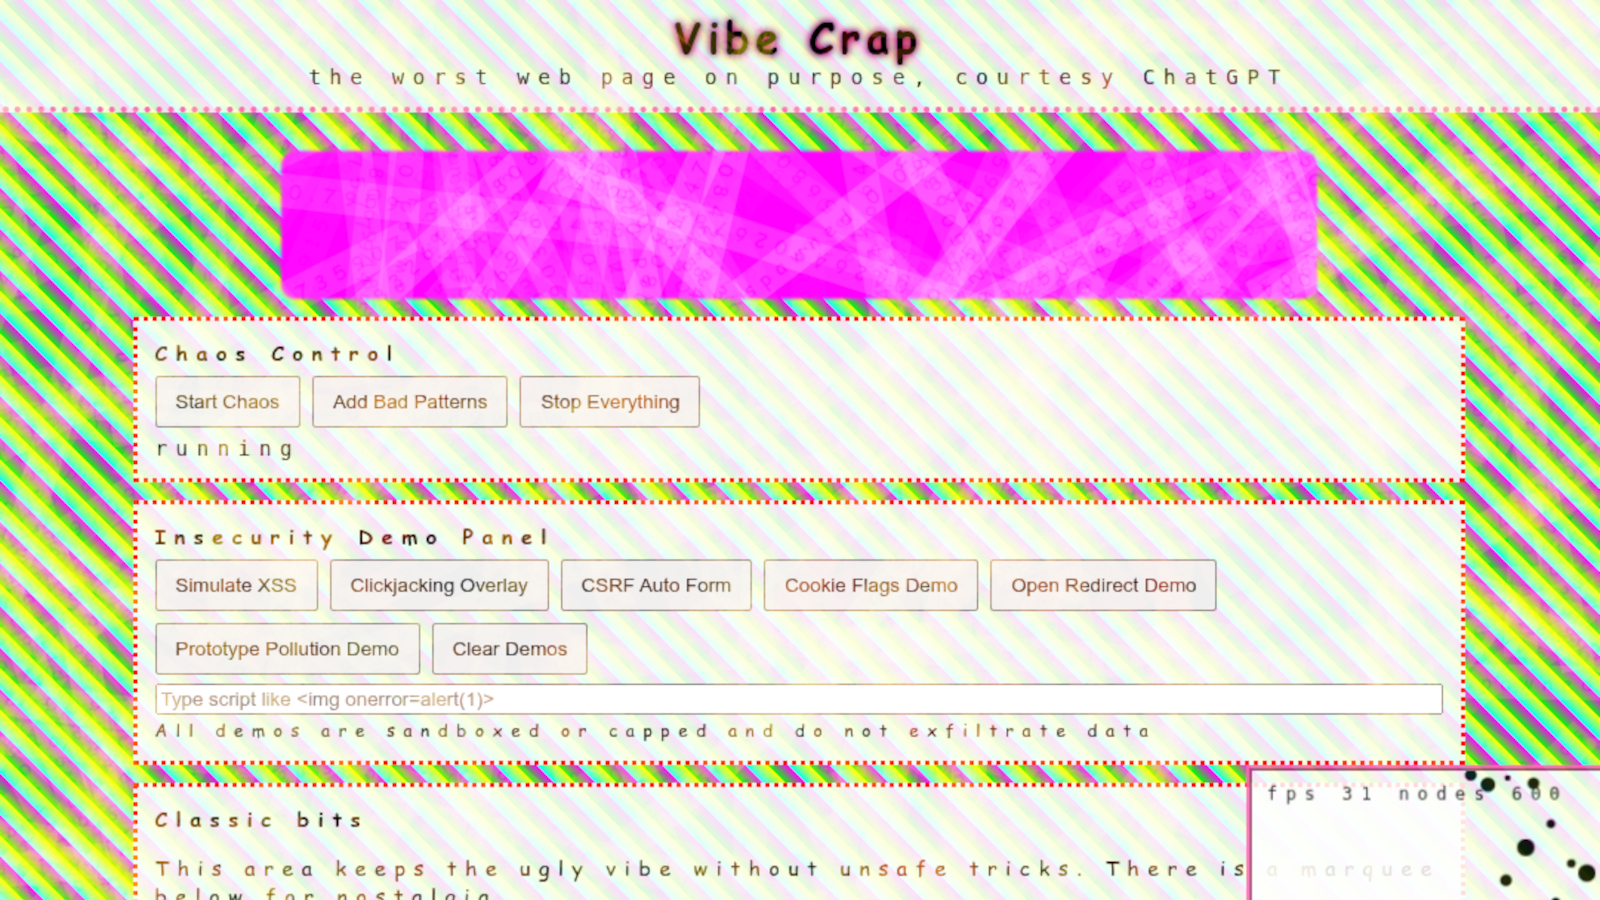 Vibe Crap
the worst web page on purpose, courtesy ChatGPT
Chaos Control
Start Chaos Add Bad Patterns Stop Everything
running
Insecurity Demo Panel
Simulate XSS Clickjacking Overlay CSRF Auto Form Cookie Flags Demo Open Redirect Demo
Prototype Pollution Demo Clear Demos
Type script like <img onerror=alert(1)>
All demos are sandboxed or capped and do not exfiltrate data
fps 31 nodes 600
Classic bits
This area keeps the ugly vibe without unsafe tricks. There is a marquee
below for nostalgia